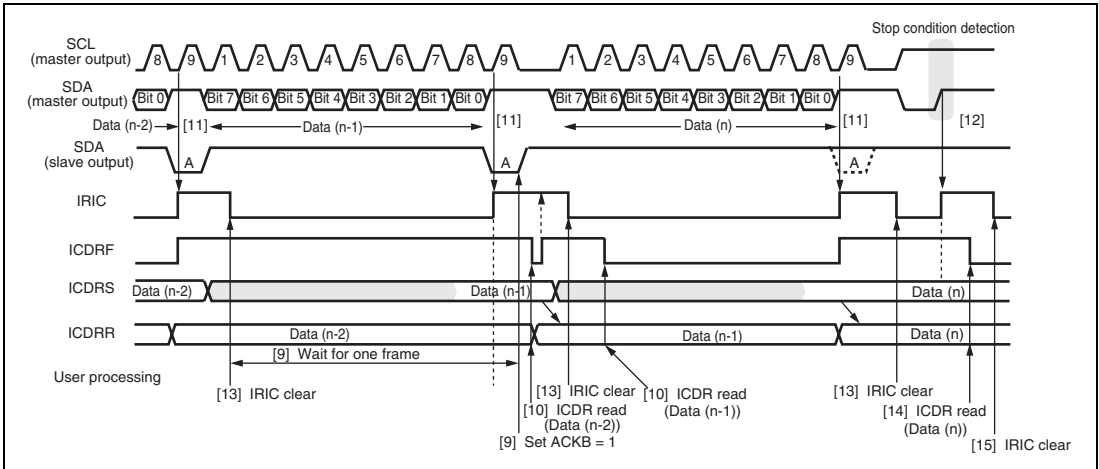 Stop condition detection
SCL
(master output)
8 9 1 2 3 4 5 6 7 8 9 1 2 3 4 5 6 7 8 9
SDA
(master output)
Bit 0 Bit 7 Bit 6 Bit 5 Bit 4 Bit 3 Bit 2 Bit 1 Bit 0 Bit 7 Bit 6 Bit 5 Bit 4 Bit 3 Bit 2 Bit 1 Bit 0
Data (n-2) [11] Data (n-1) [11] Data (n) [11] [12]
SDA
(slave output)
A A A
IRIC
ICDRF
ICDRS
Data (n-2) Data (n-1) Data (n)
ICDRR
Data (n-2) Data (n-1) Data (n)
[9] Wait for one frame
User processing
[13] IRIC clear
[13] IRIC clear
[10] ICDR read
(Data (n-1))
[13] IRIC clear
[10] ICDR read
(Data (n-2))
[14] ICDR read
(Data (n))
[9] Set ACKB = 1
[15] IRIC clear